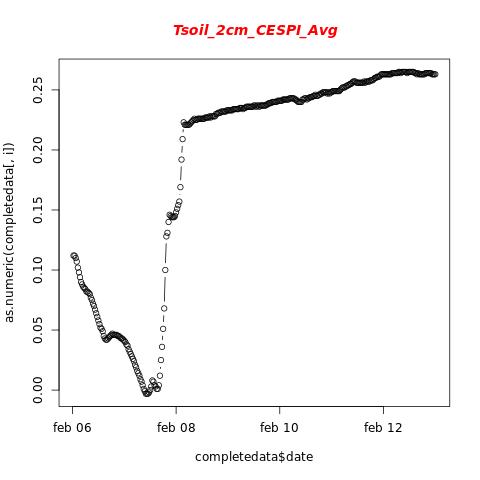 Tsoil_2cm_CESPI_Avg
as.numeric(completedata[, i])
0.25
0.20
0.15
0.10
0.05
0.00
feb 06 feb 08 feb 10 feb 12
completedata$date